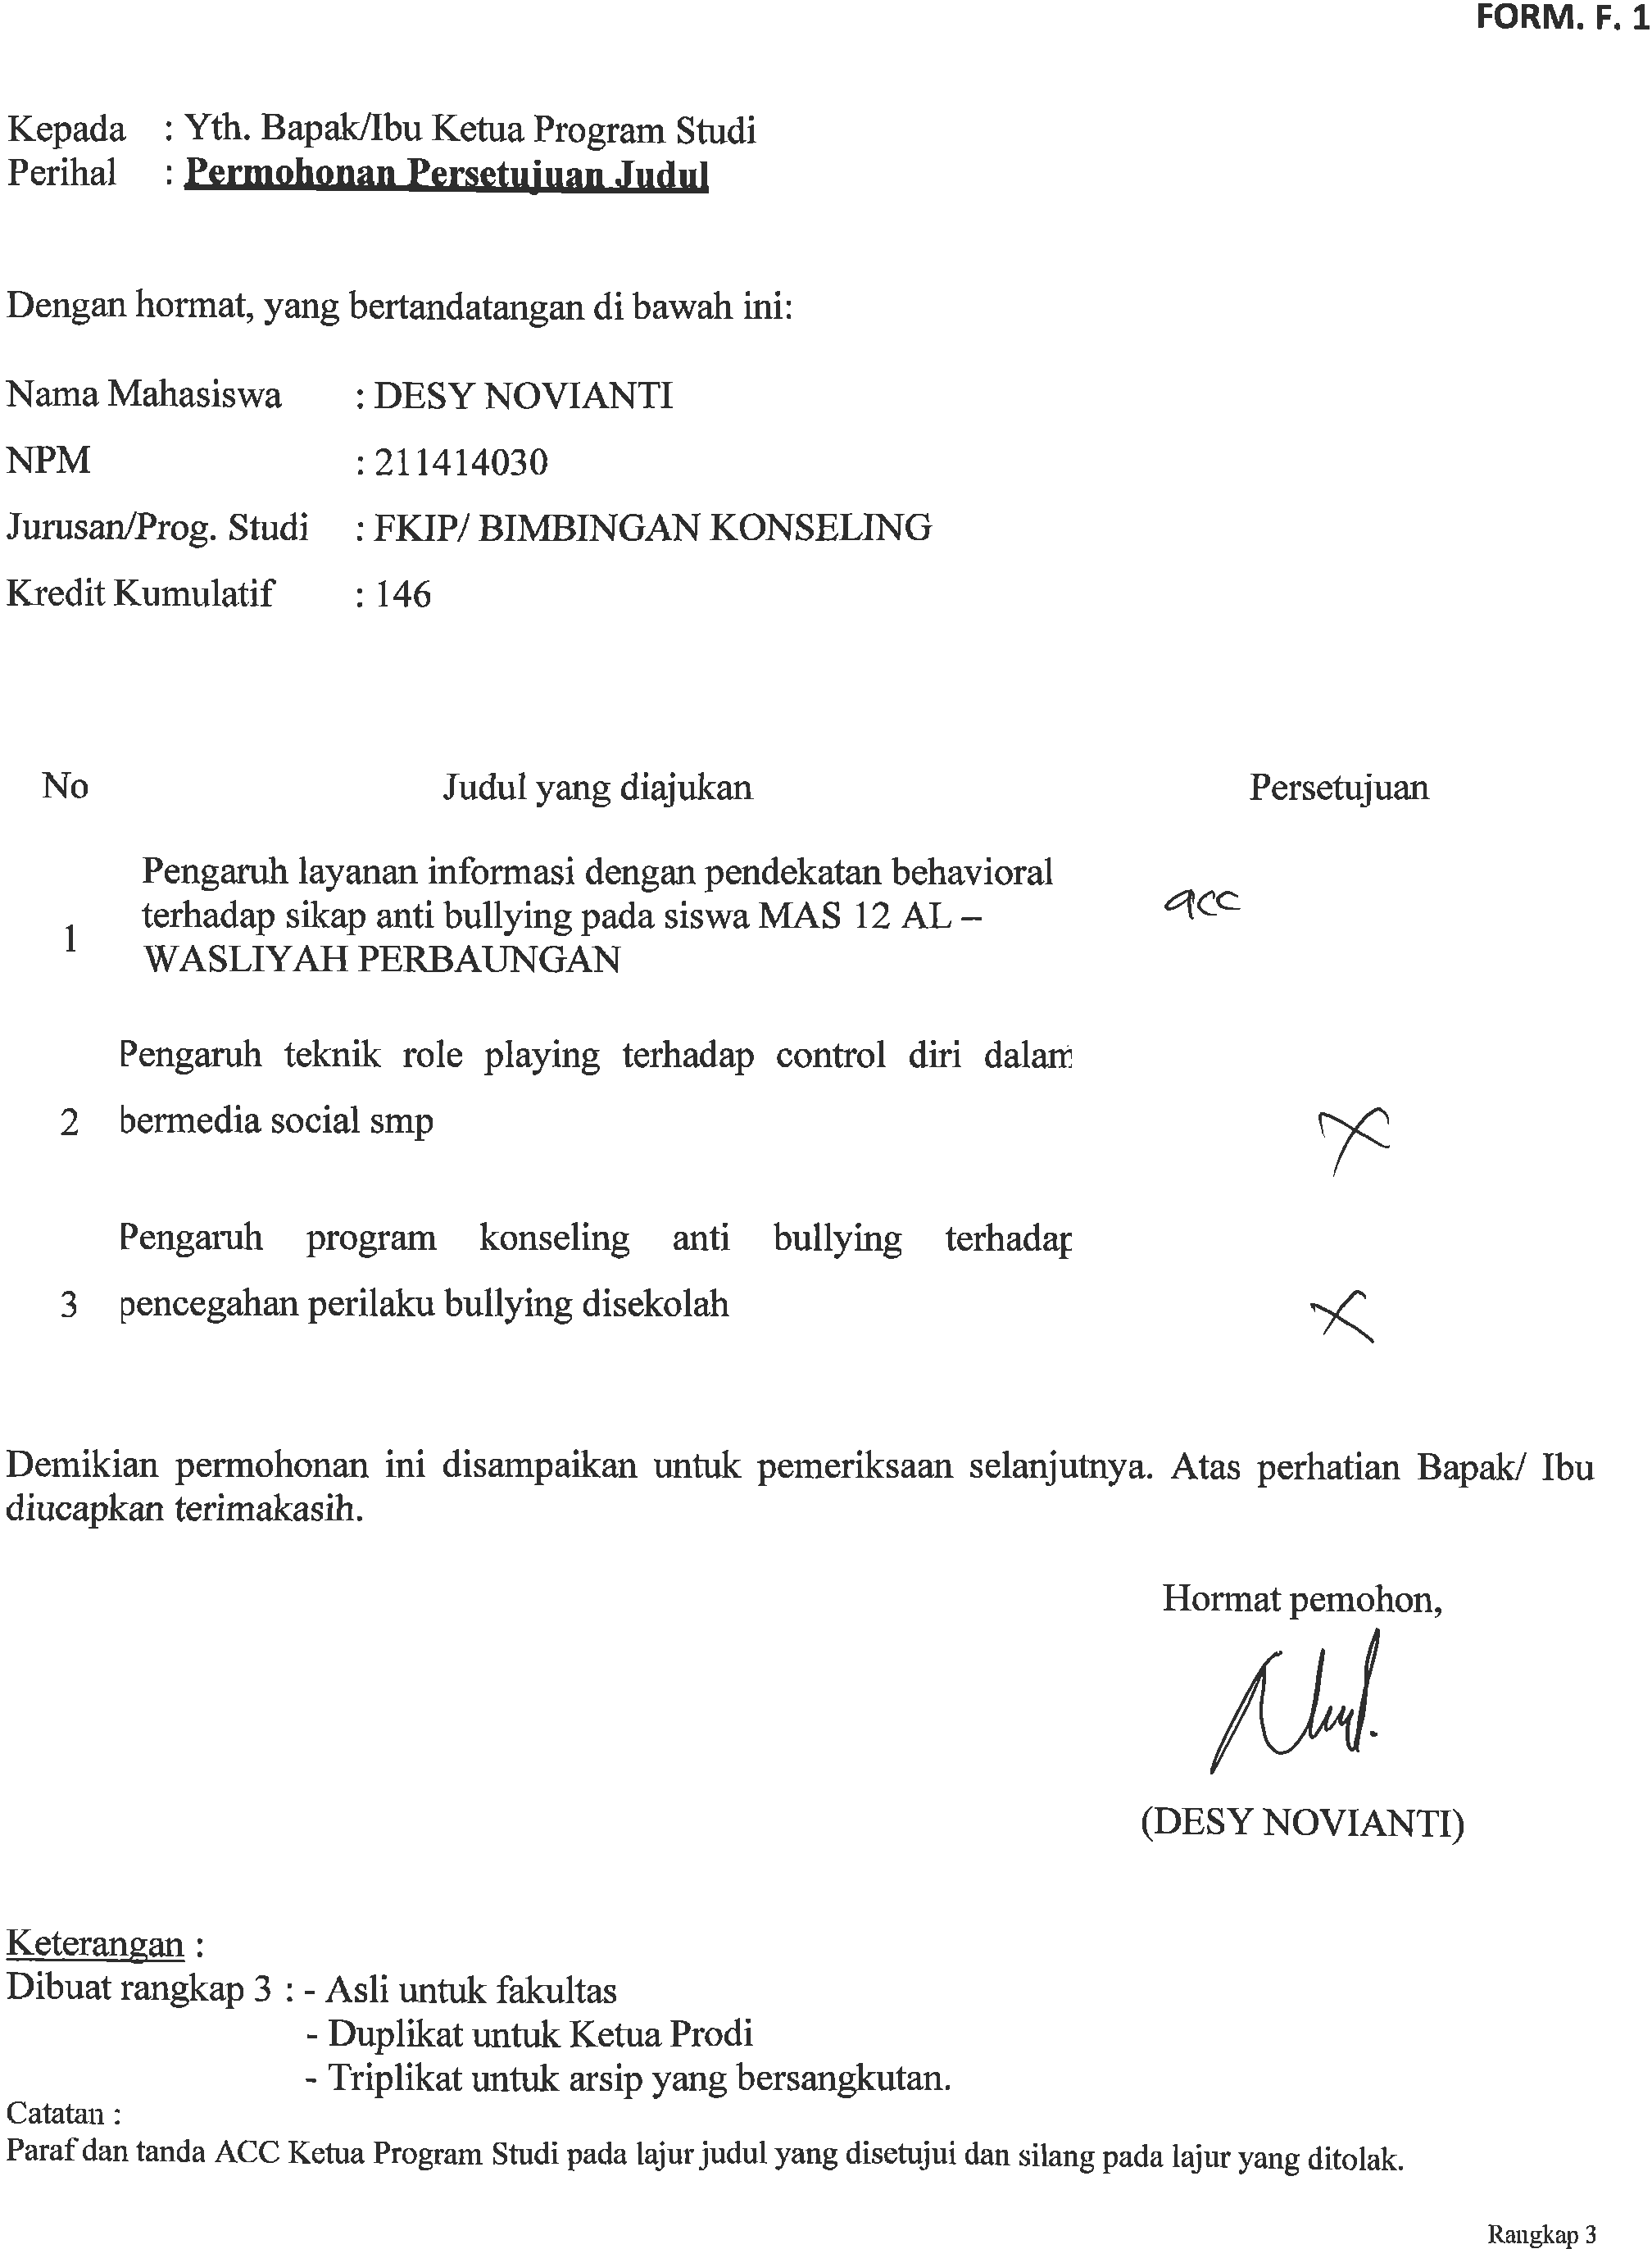 FORM. F. 1
Kepada : Yth. Bapak/Ibu Ketua Program Studi
Perihal : Permohonan Persetujuan Judul
Dengan hormat, yang bertandatangan di bawah ini:
Nama Mahasiswa : DESY NOVIANTI
NPM : 211414030
Jurusan/Prog. Studi : FKIP/ BIMBINGAN KONSELING
Kredit Kumulatif : 146
No Judul yang diajukan Persetujuan
Pengaruh layanan informasi dengan pendekatan behavioral
terhadap sikap anti bullying pada siswa MAS 12 AL – acc
1 WASLIYAH PERBAUNGAN
Pengaruh teknik role playing terhadap control diri dalam
2 bermedia social smp
Pengaruh program konseling anti bullying terhadap
3 pencegahan perilaku bullying disekolah
Demikian permohonan ini disampaikan untuk pemeriksaan selanjutnya. Atas perhatian Bapak/ Ibu
diucapkan terimakasih.
Hormat pemohon,
(DESY NOVIANTI)
Keterangan :
Dibuat rangkap 3 : - Asli untuk fakultas
- Duplikat untuk Ketua Prodi
- Triplikat untuk arsip yang bersangkutan.
Catatan :
Paraf dan tanda ACC Ketua Program Studi pada lajur judul yang disetujui dan silang pada lajur yang ditolak.
Rangkap 3